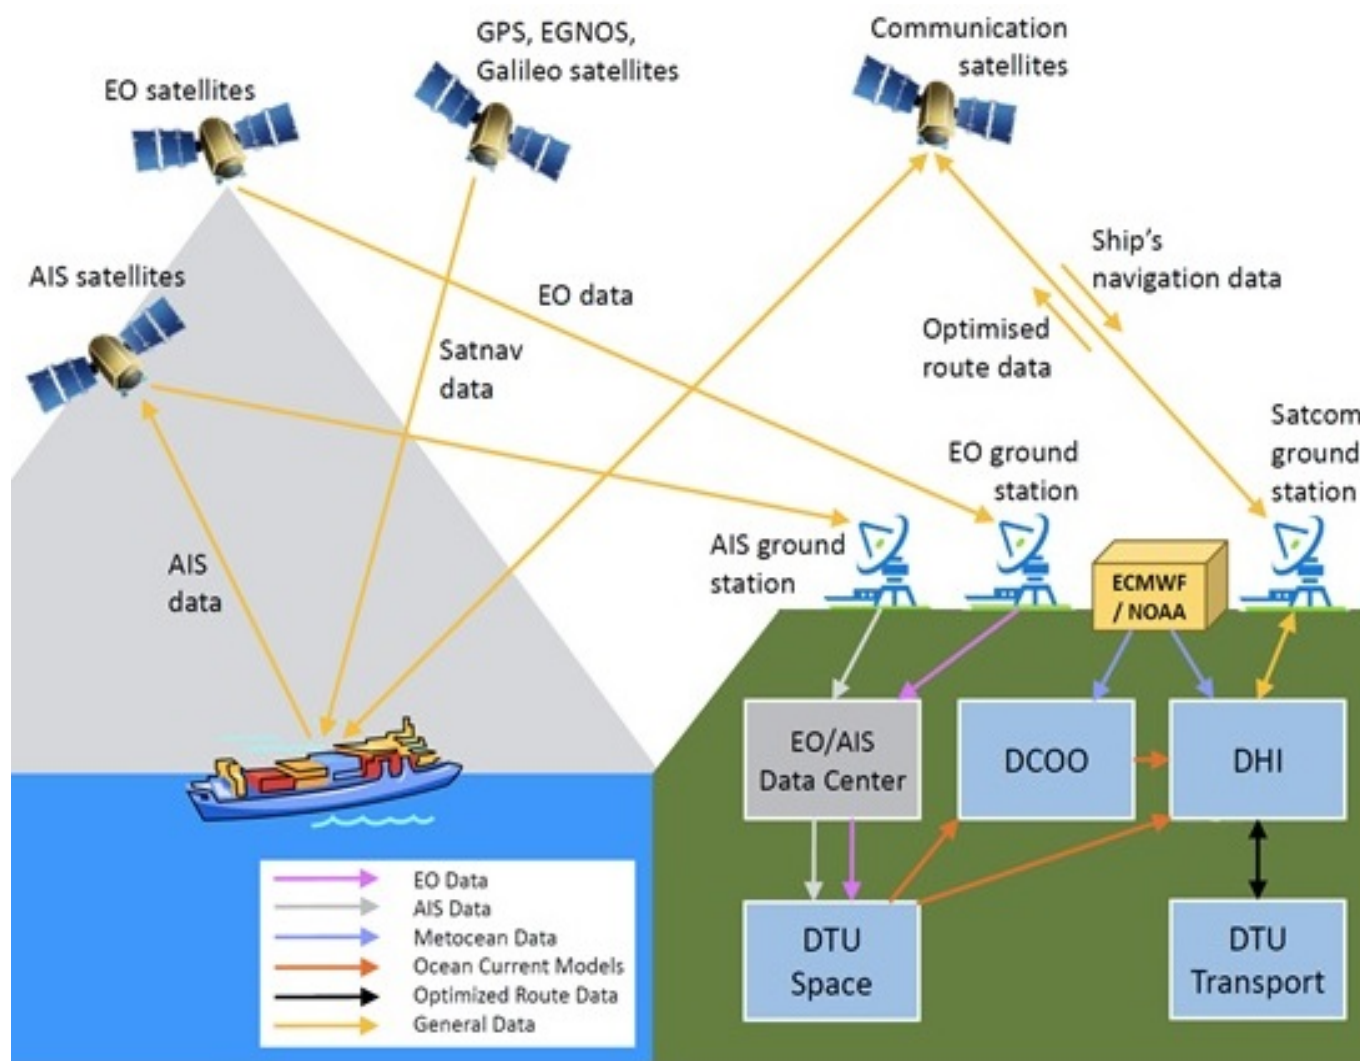 GPS, EGNOS,
Galileo satellites
Communication
satellites
EO satellites
AIS satellites
Ship's
navigation data
EO data
Optimised
route data
Satnav
data
Satcom
ground
station
EO ground
station
AIS ground
station
AIS
data
ECMWF
/ NOAA
EO/AIS
Data Center
DCOO
DHI
DTU
Space
DTU
Transport
EO Data
AIS Data
Metocean Data
Ocean Current Models
Optimized Route Data
General Data